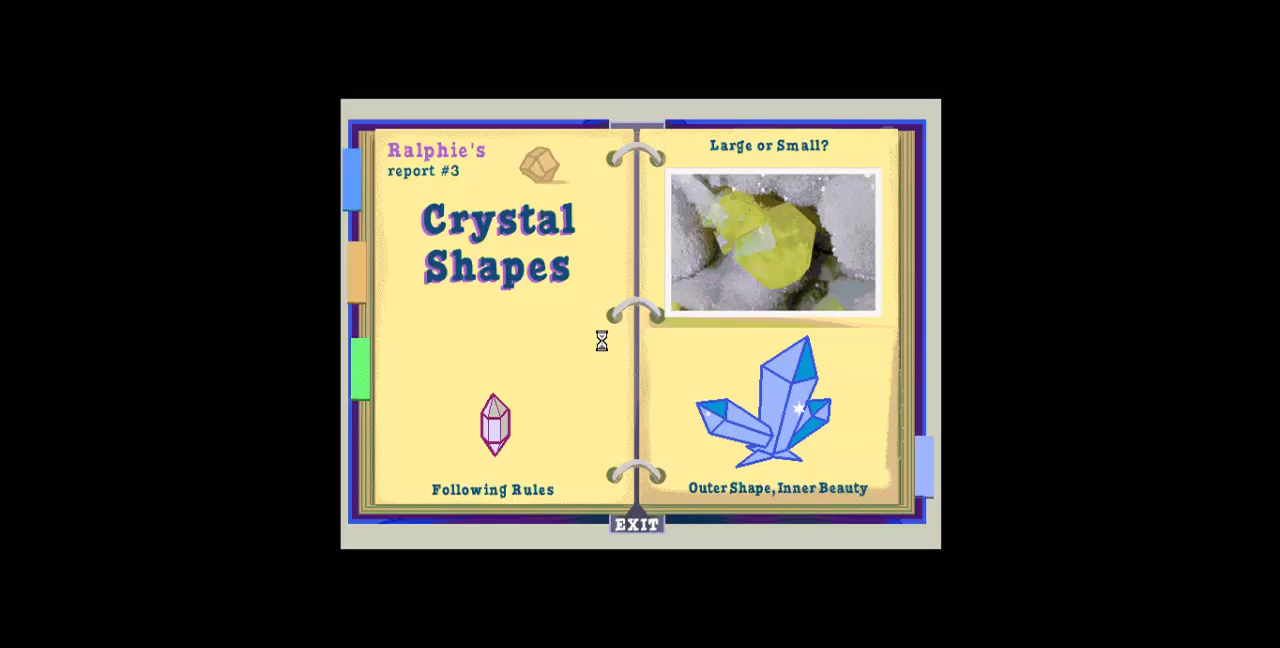 Ralphie's
report #3
Crystal
Shapes
Following Rules
Large or Small?
Outer Shape, Inner Beauty
EXIT